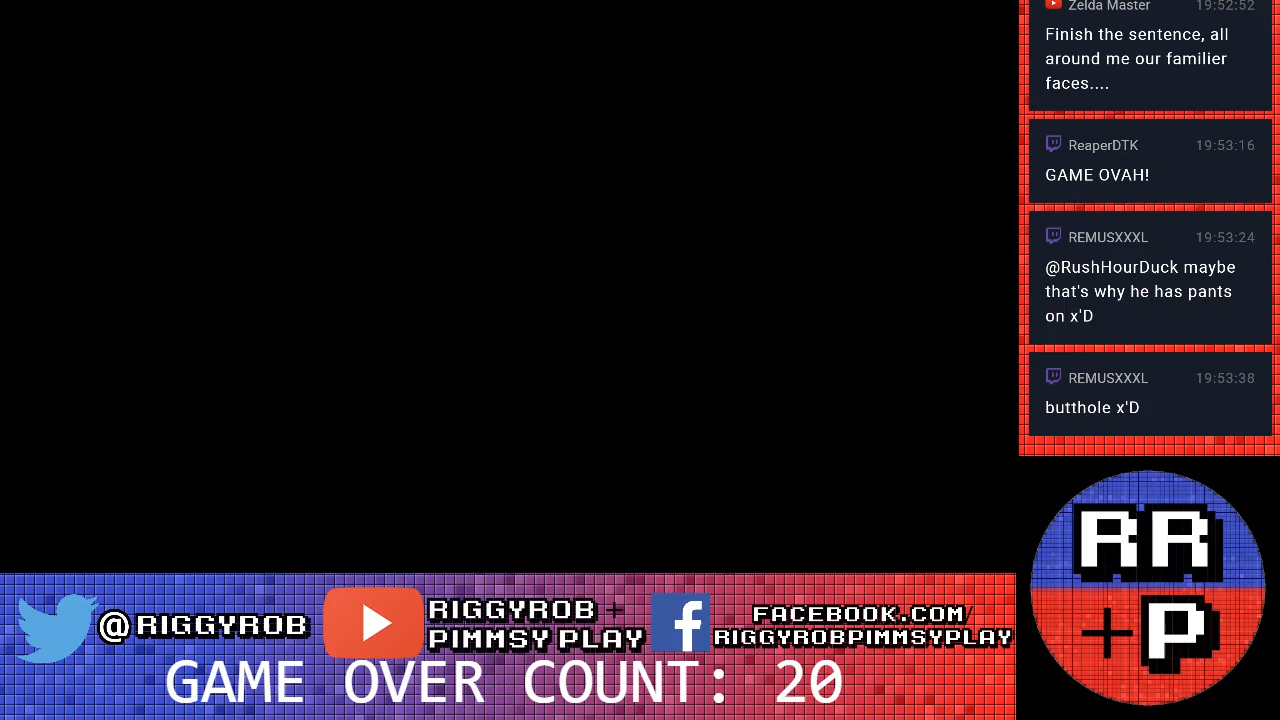 Zelda Master 19:52:52
Finish the sentence, all
around me our familier
faces....
ReaperDTK 19:53:16
GAME OVAH!
REMUSXXXL 19:53:24
@RushHourDuck maybe
that's why he has pants
on x'D
REMUSXXXL 19:53:38
butthole x'D
RR
+P
@RIGGYROB
RIGGYROB +
PIMMSY PLAY
FACEBOOK.COM/
RIGGYROBPIMMSYPLAY
GAME OVER COUNT: 20